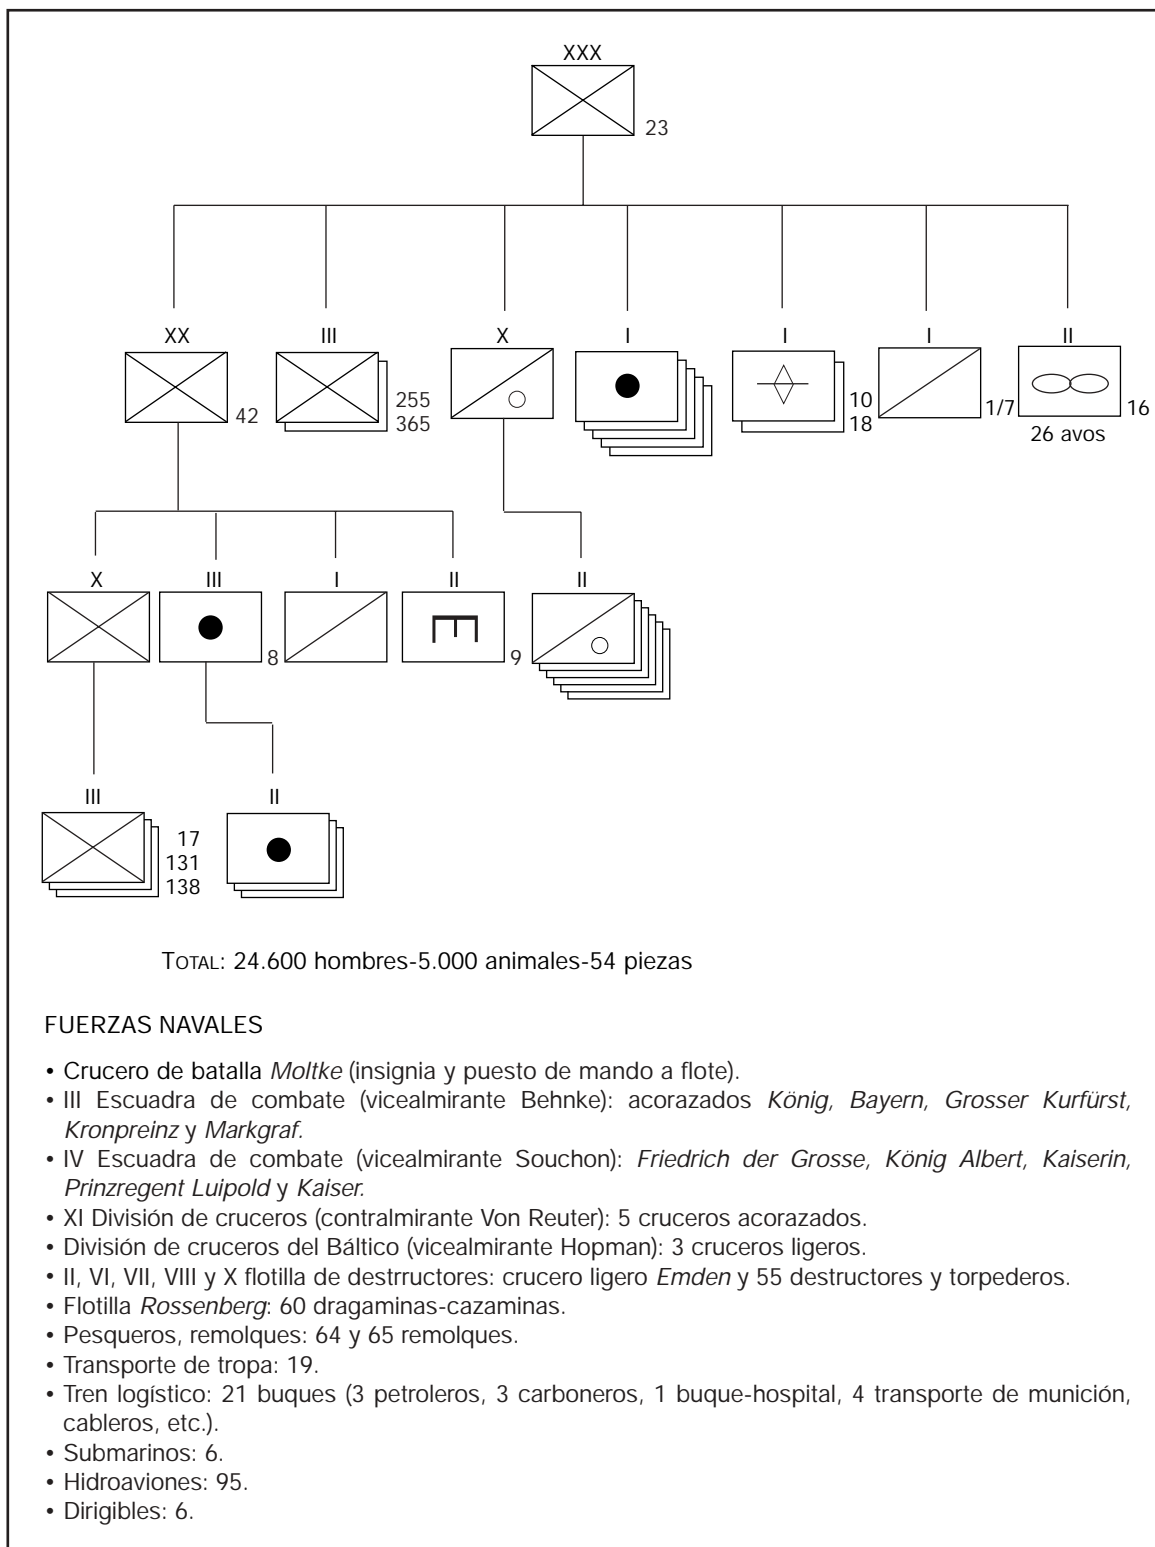 XXX
23
XX
III
X
I
I
I
II
42
255
365
10
18
1/7
16
26 avos
X
III
I
II
II
8
9
III
II
17
131
138
TOTAL: 24.600 hombres-5.000 animales-54 piezas
FUERZAS NAVALES
• Crucero de batalla Moltke (insignia y puesto de mando a flote).
• III Escuadra de combate (vicealmirante Behnke): acorazados König, Bayern, Grosser Kurfürst,
Kronpreinz y Markgraf.
• IV Escuadra de combate (vicealmirante Souchon): Friedrich der Grosse, König Albert, Kaiserin,
Prinzregent Luipold y Kaiser.
• XI División de cruceros (contralmirante Von Reuter): 5 cruceros acorazados.
• División de cruceros del Báltico (vicealmirante Hopman): 3 cruceros ligeros.
• II, VI, VII, VIII y X flotilla de destrructores: crucero ligero Emden y 55 destructores y torpederos.
• Flotilla Rossenberg: 60 dragaminas-cazaminas.
• Pesqueros, remolques: 64 y 65 remolques.
• Transporte de tropa: 19.
• Tren logístico: 21 buques (3 petroleros, 3 carboneros, 1 buque-hospital, 4 transporte de munición,
cableros, etc.).
• Submarinos: 6.
• Hidroaviones: 95.
• Dirigibles: 6.